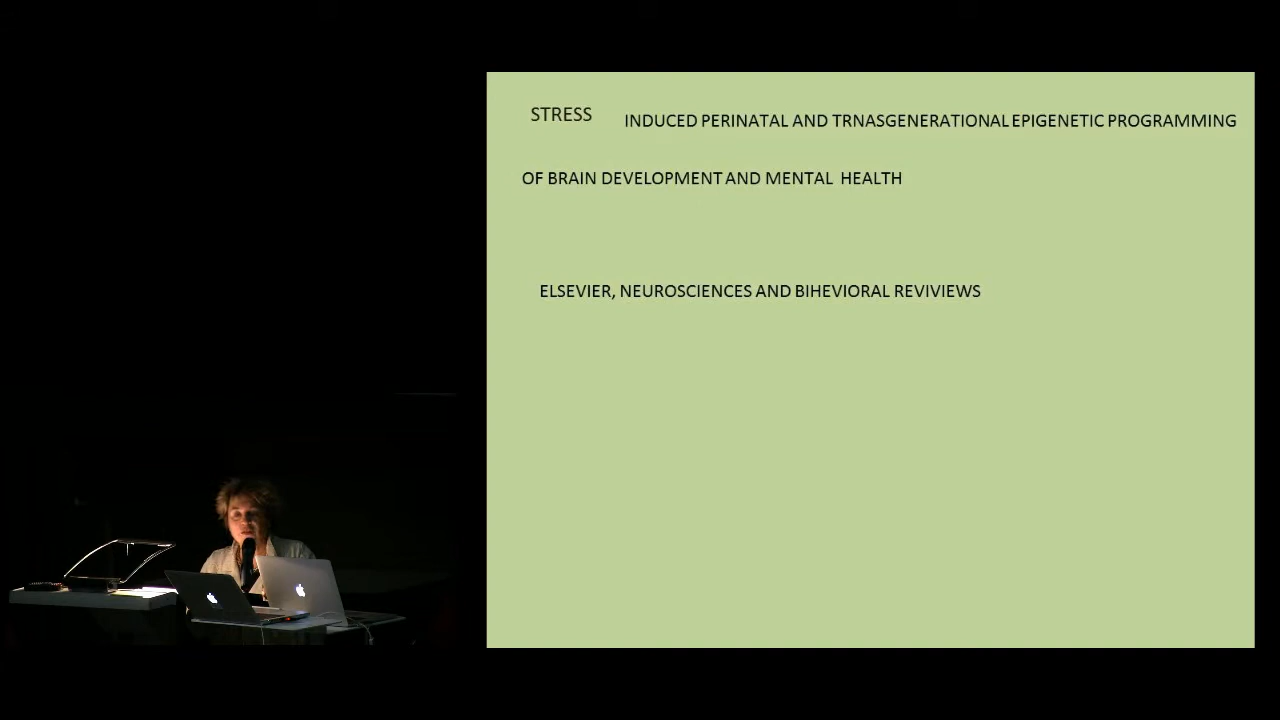 STRESS INDUCED PERINATAL AND TRNASGENERATIONAL EPIGENETIC PROGRAMMING
OF BRAIN DEVELOPMENT AND MENTAL HEALTH
ELSEVIER, NEUROSCIENCES AND BIHEVIORAL REVIVIEWS